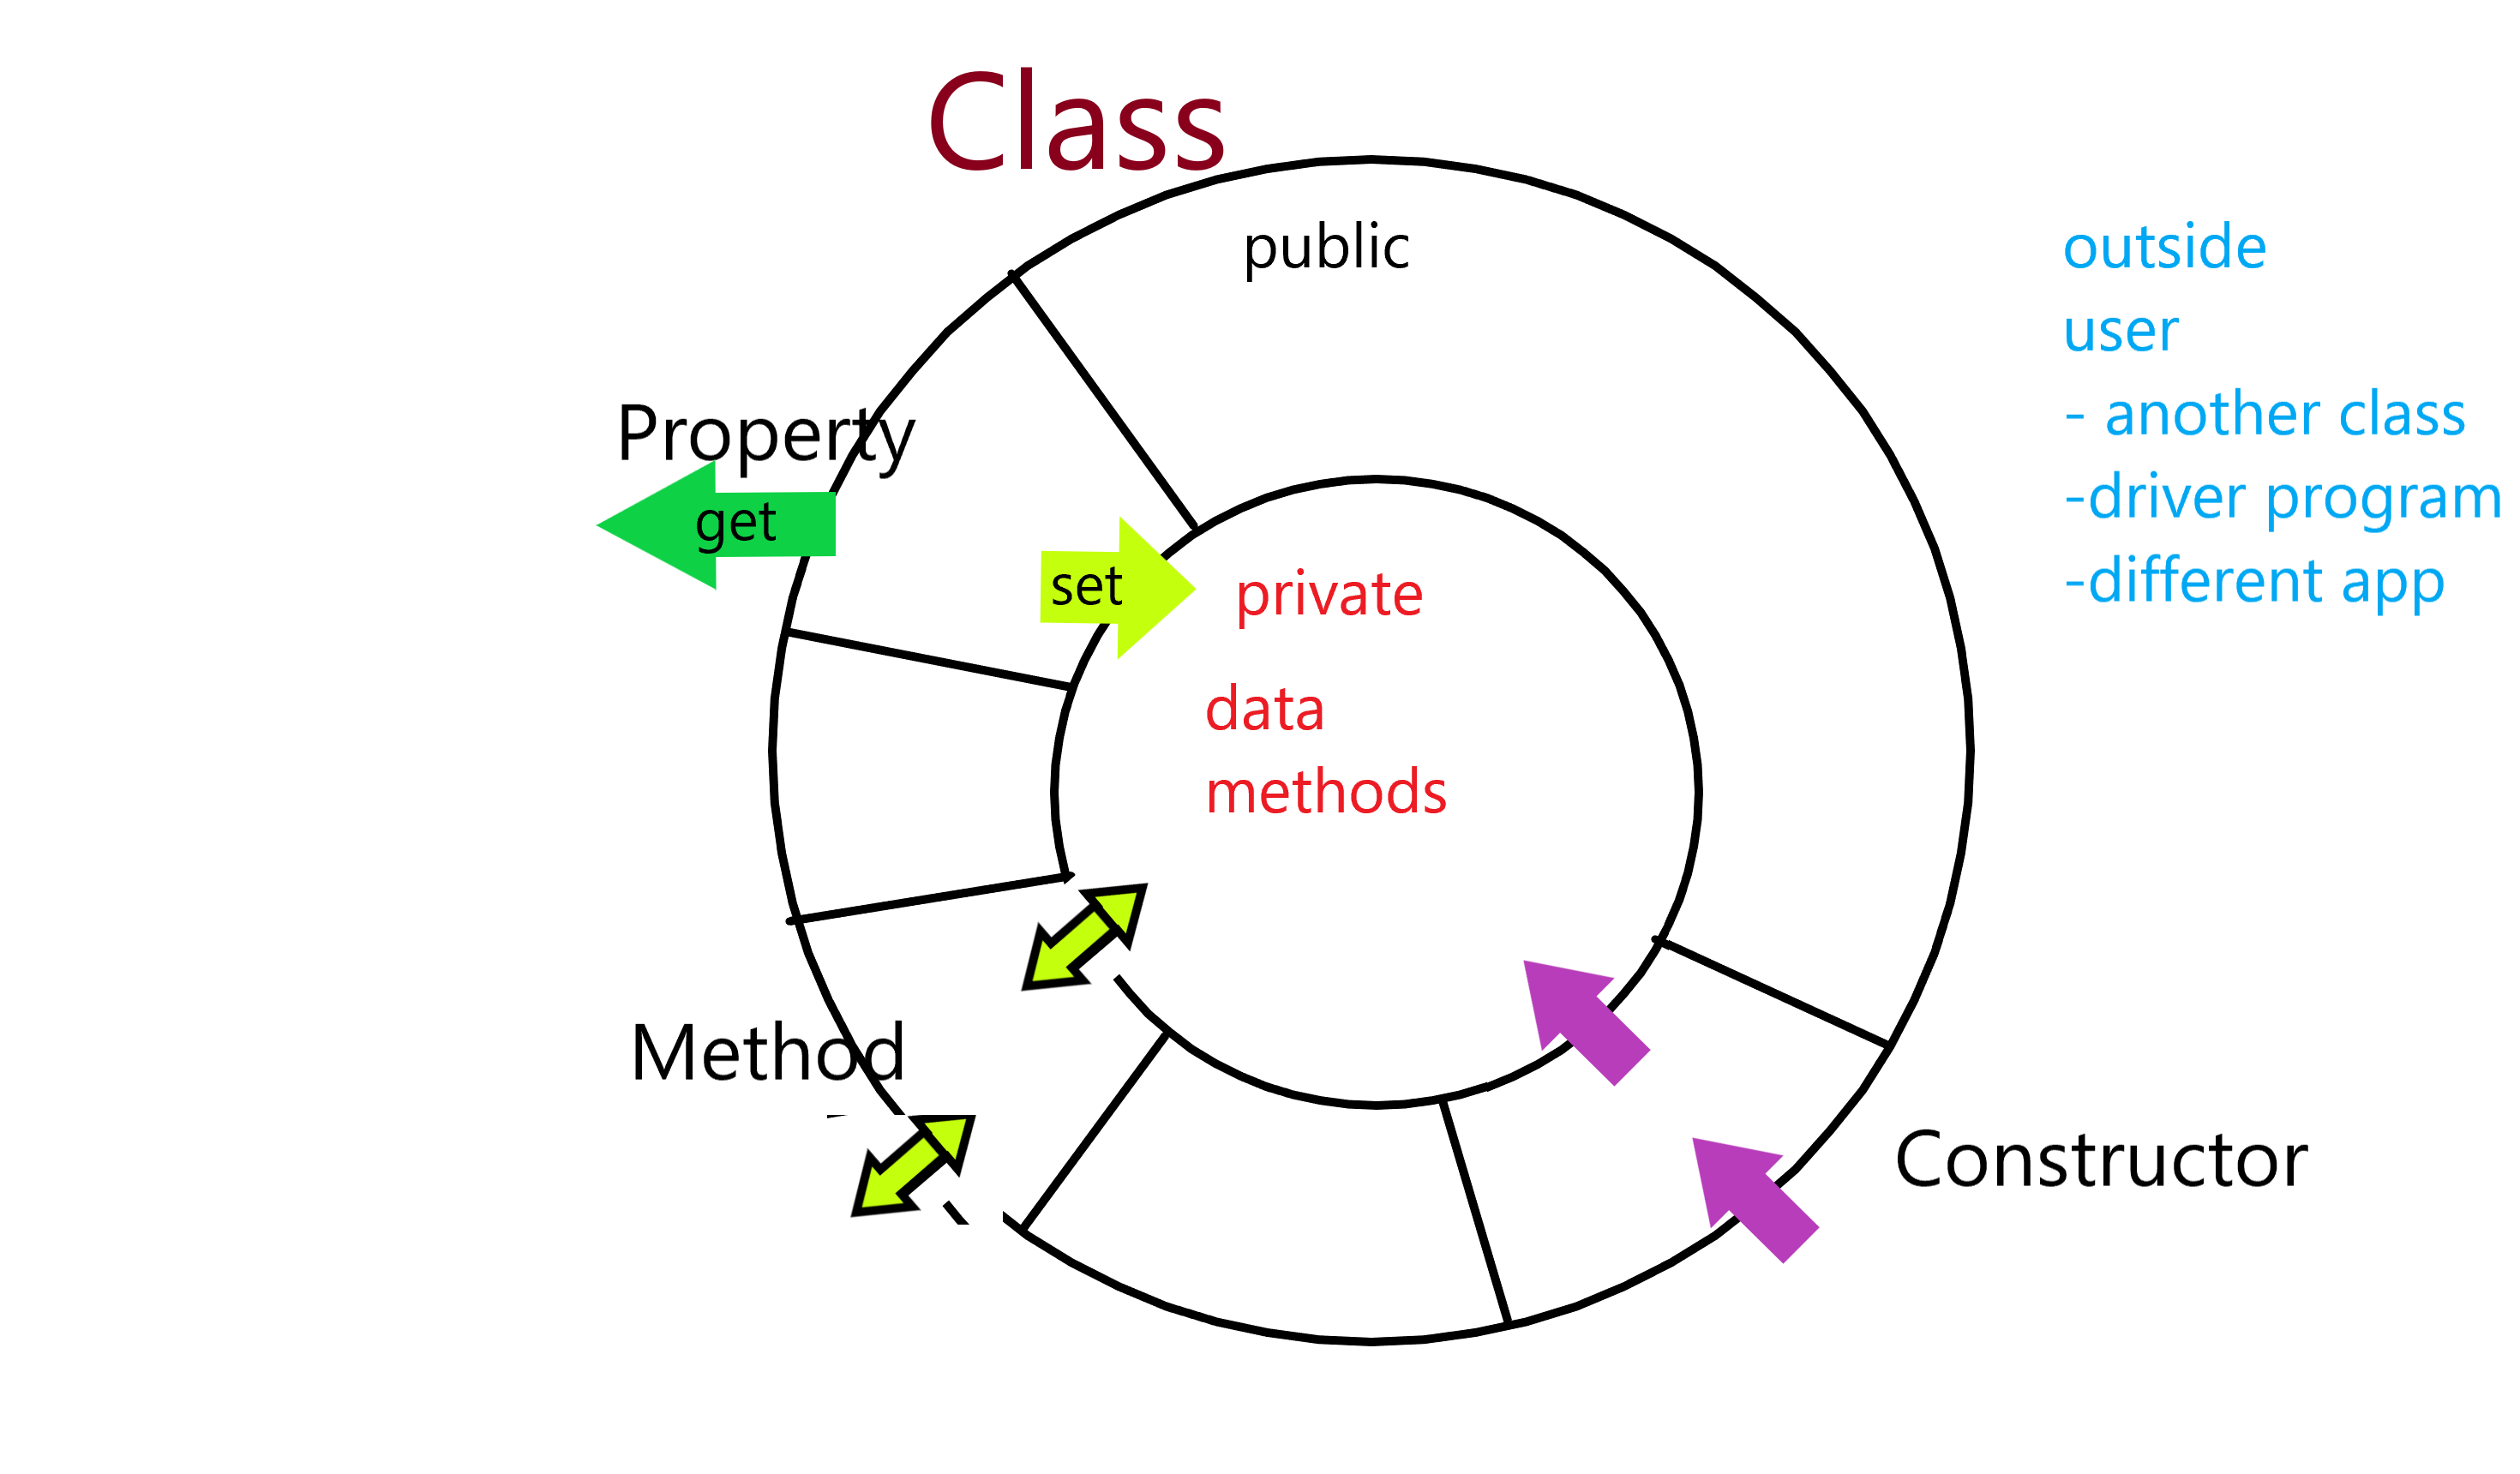 Class
public
outside
user
- another class
-driver program
-different app
Property
get
set
private
data
methods
Method
Constructor